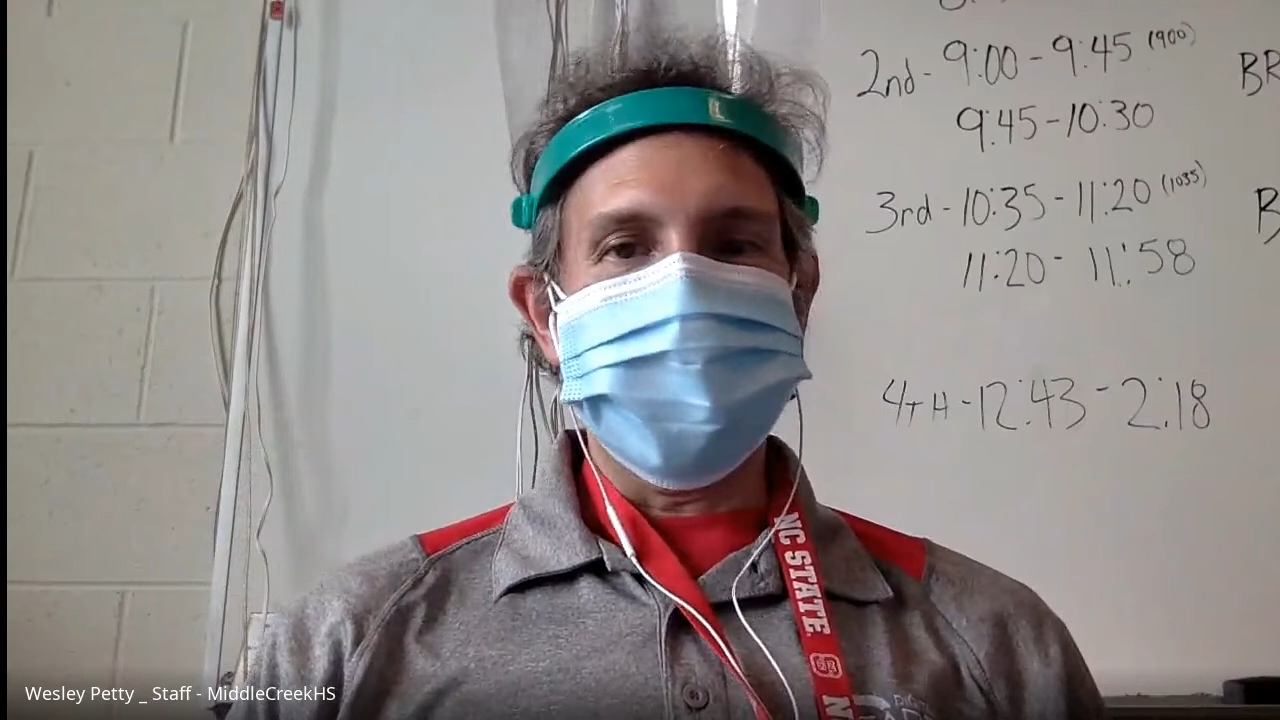 2nd - 9:00 - 9:45 (900)
BR
9:45 - 10:30
3rd - 10:35 - 11:20 (1035)
11:20 - 11:58
4TH - 12:43 - 2:18
NC STATE
N
Wesley Petty _ Staff - MiddleCreekHS